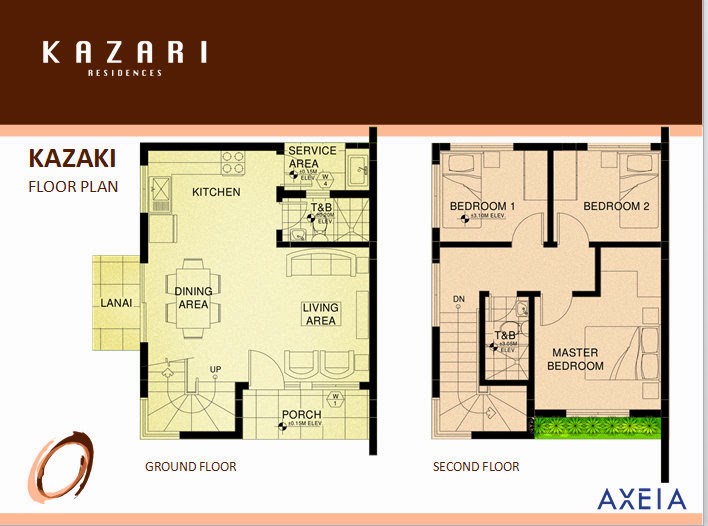 KAZARI
RESIDENCES
KAZAKI
FLOOR PLAN
KITCHEN
SERVICE
AREA
±0.15M ELEV.
W
4
T&B
±0.20M
ELEV
LANAI
DINING
AREA
LIVING
AREA
UP
W
1
PORCH
±0.15M ELEV.
GROUND FLOOR
BEDROOM 1
±3.10M ELEV.
BEDROOM 2
DN
T&B
±3.05M
ELEV
MASTER
BEDROOM
SECOND FLOOR
AXEIA